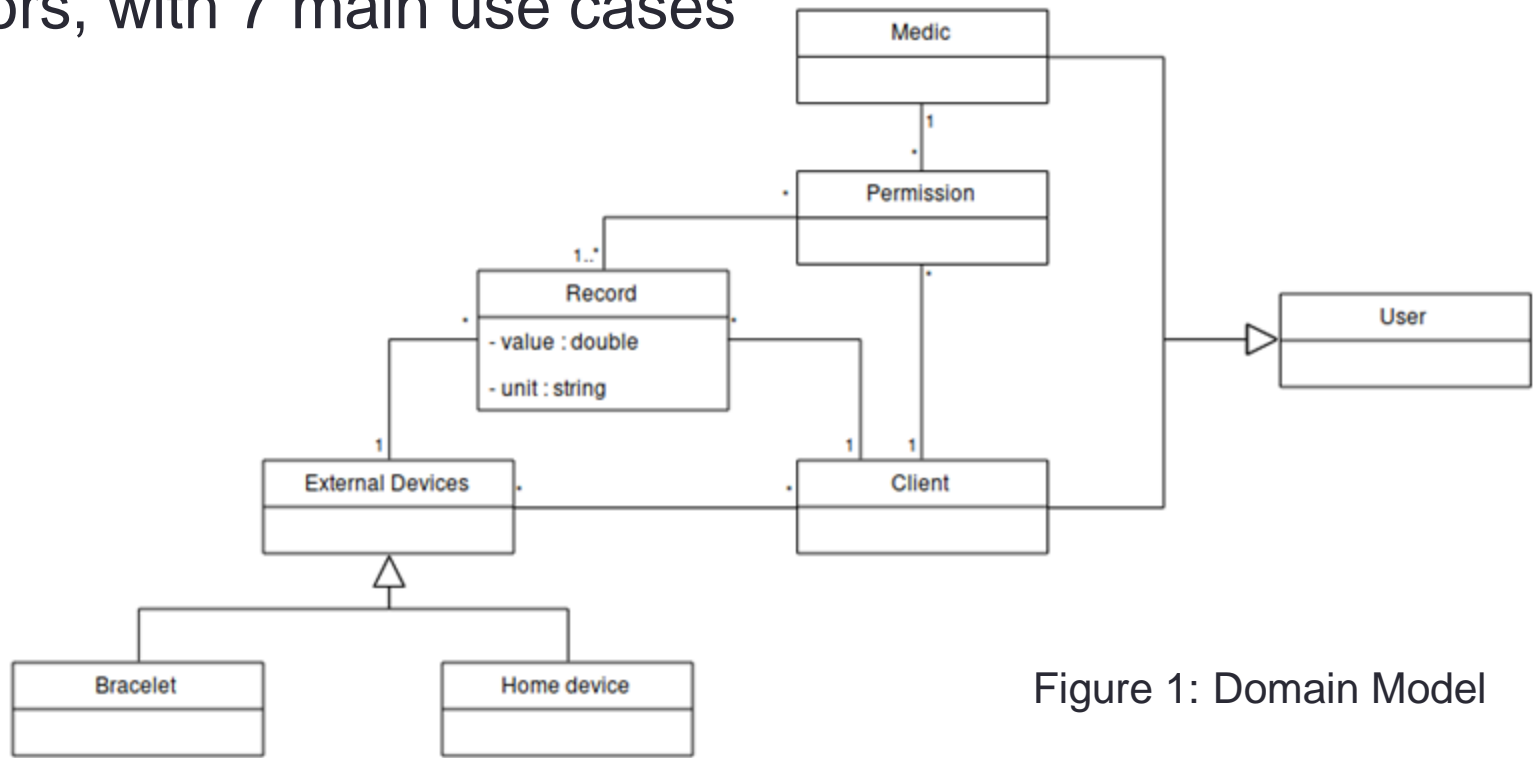 ors, with 7 main use cases
Medic
1
*
*
Permission
1..*
*
Record
*
*
- value : double
- unit : string
User
1
1
1
External Devices
*
*
Client
Bracelet
Home device
Figure 1: Domain Model